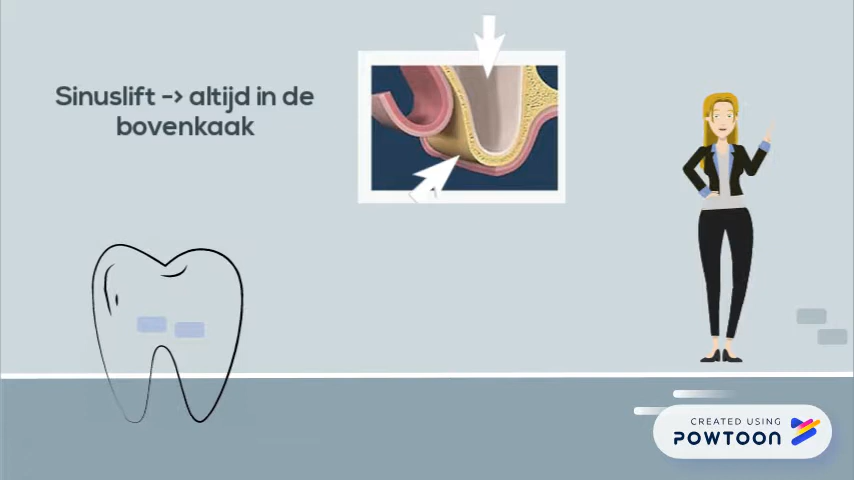 Sinuslift -> altijd in de
bovenkaak
CREATED USING
POWTOON